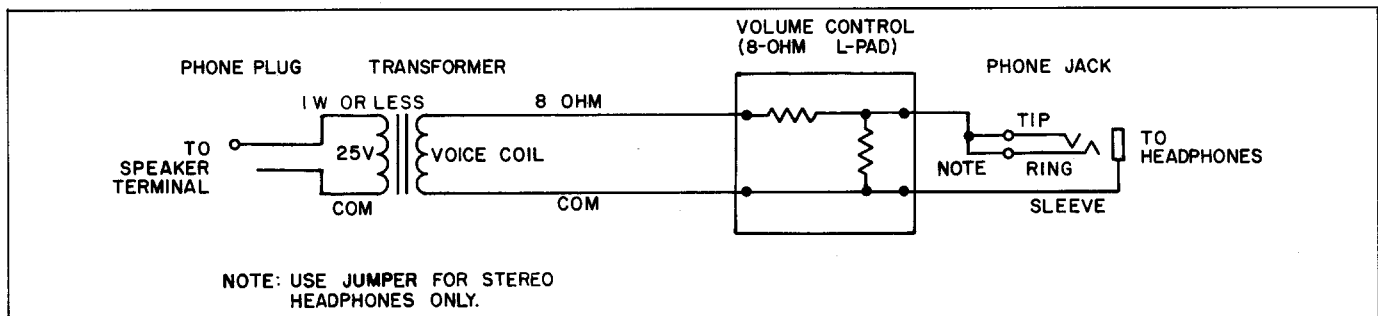 VOLUME CONTROL
(8-OHM L-PAD)
PHONE PLUG
TRANSFORMER
PHONE JACK
1 W OR LESS
8 OHM
TIP
TO
SPEAKER
TERMINAL
25V
VOICE COIL
TO
HEADPHONES
NOTE
RING
COM
COM
SLEEVE
NOTE: USE JUMPER FOR STEREO
HEADPHONES ONLY.